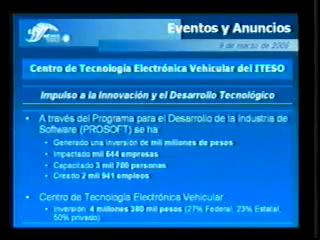 Eventos y Anuncios
9 de marzo de 2006
Centro de Tecnología Electrónica Vehicular del ITESO
Impulso a la Innovación y el Desarrollo Tecnológico
• A través del Programa para el Desarrollo de la Industria de
Software (PROSOFT) se ha
• Generado una inversión de mil millones de pesos
• Impactado mil 644 empresas
• Capacitado 3 mil 700 personas
• Creado 2 mil 941 empleos
• Centro de Tecnología Electrónica Vehicular
• Inversión 4 millones 380 mil pesos (27% Federal, 23% Estatal,
50% privado)